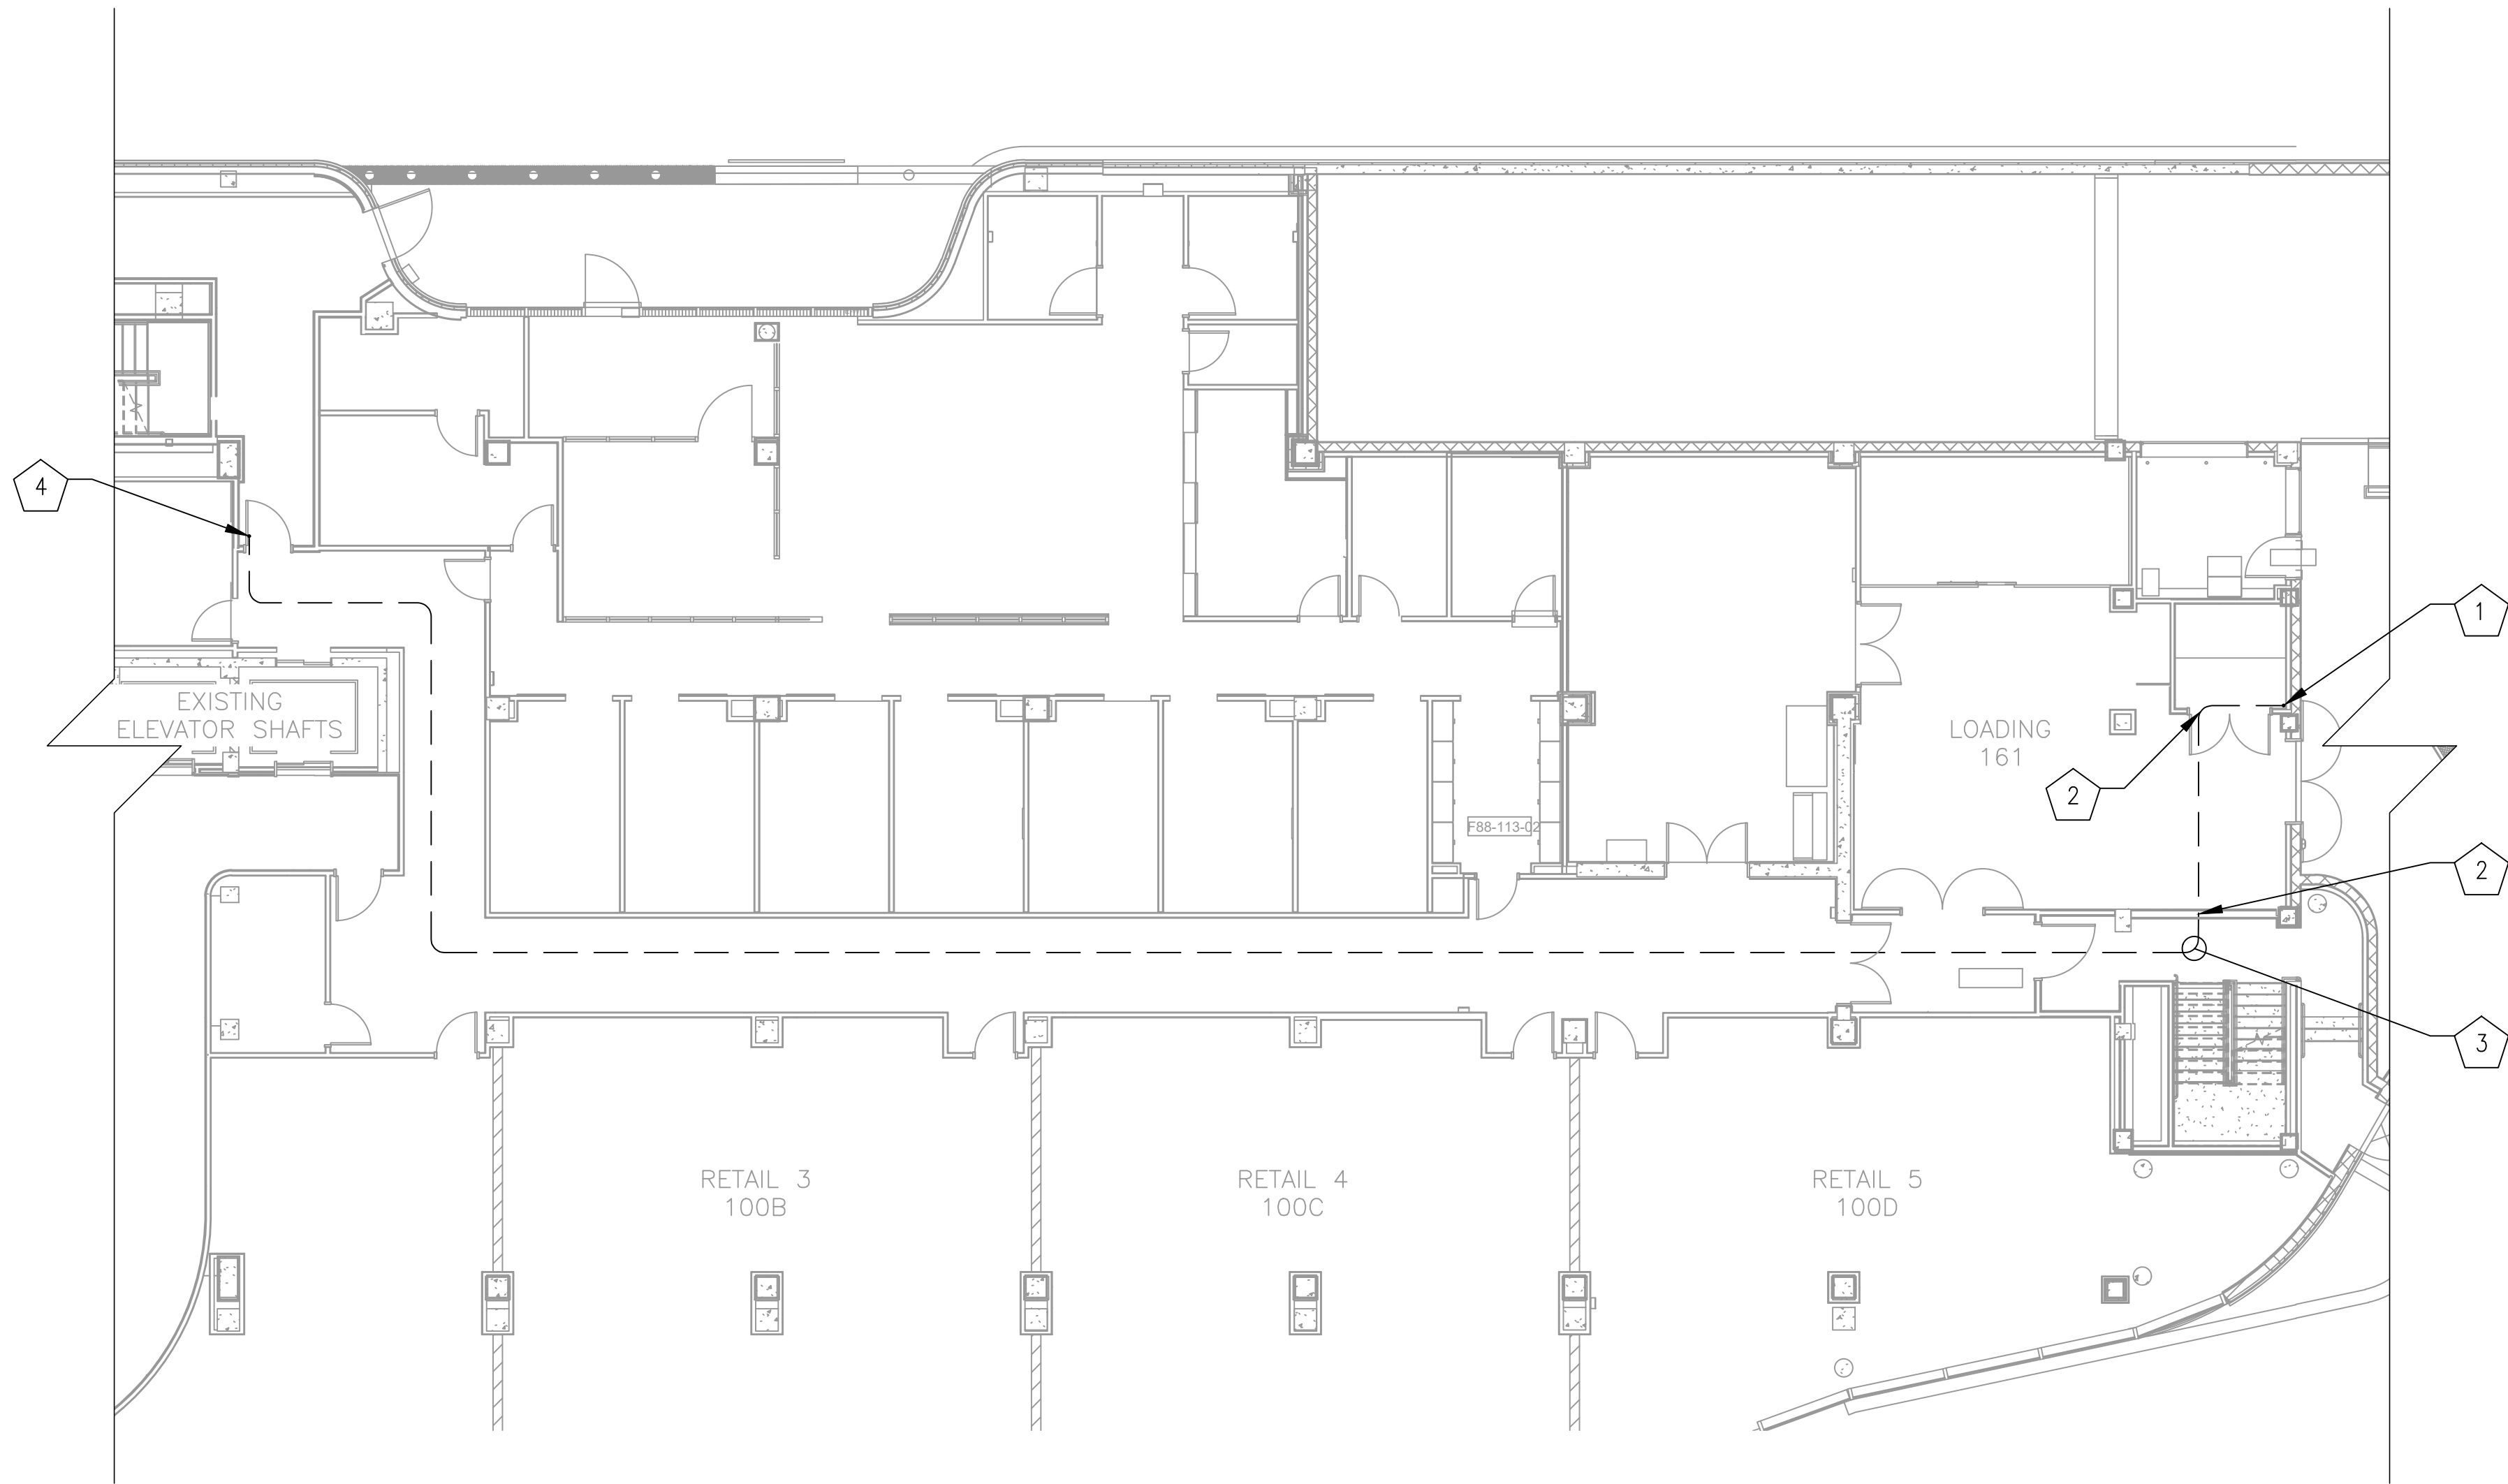 4
1
EXISTING
ELEVATOR SHAFTS
LOADING
161
2
F88-113-02
2
3
RETAIL 3
100B
RETAIL 4
100C
RETAIL 5
100D